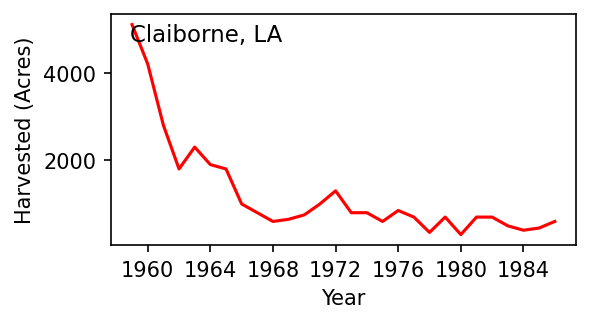 Claiborne, LA
Harvested (Acres)
4000
2000
1960 1964 1968 1972 1976 1980 1984
Year